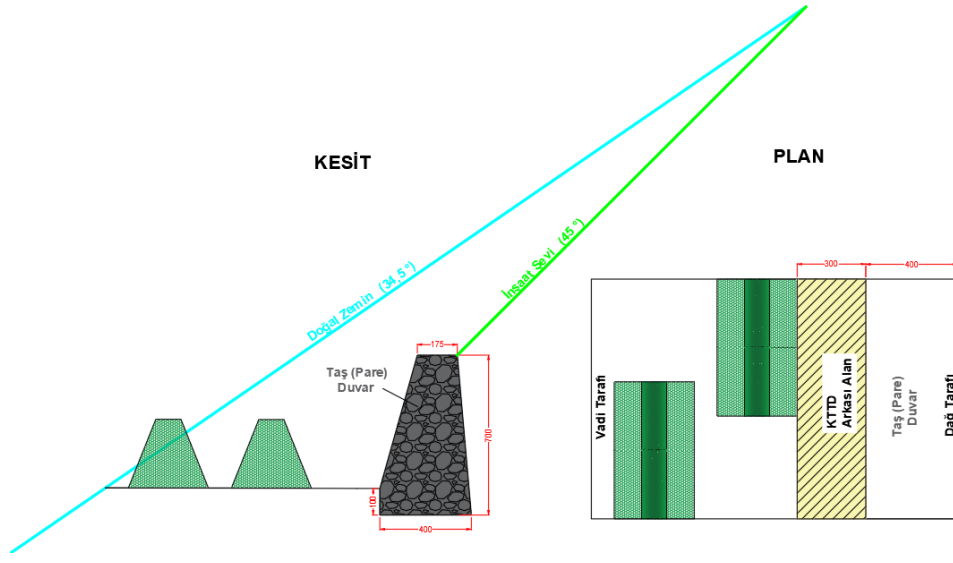 KESİT
PLAN
Doğal Zemin (34,5°)
İnşaat Şevi (45°)
175
Taş (Pare)
Duvar
700
100
400
300
400
Vadi Tarafı
KTTD
Arkası Alan
Taş (Pare)
Duvar
Dağ Tarafı